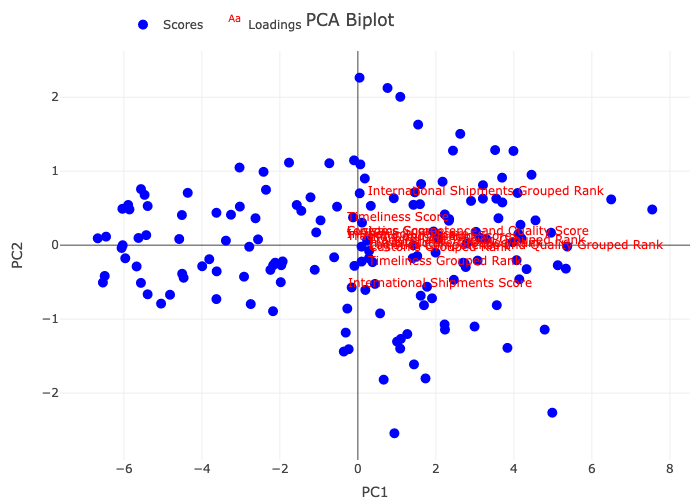 PCA Biplot
Scores
Aa Loadings
2
1
0
−1
−2
PC2
International Shipments Grouped Rank
Timeliness Score
Competence and Quality Score
Grouped Rank
Timeliness Grouped Rank
International Shipments Score
−6
−4
−2
0
2
4
6
8
PC1